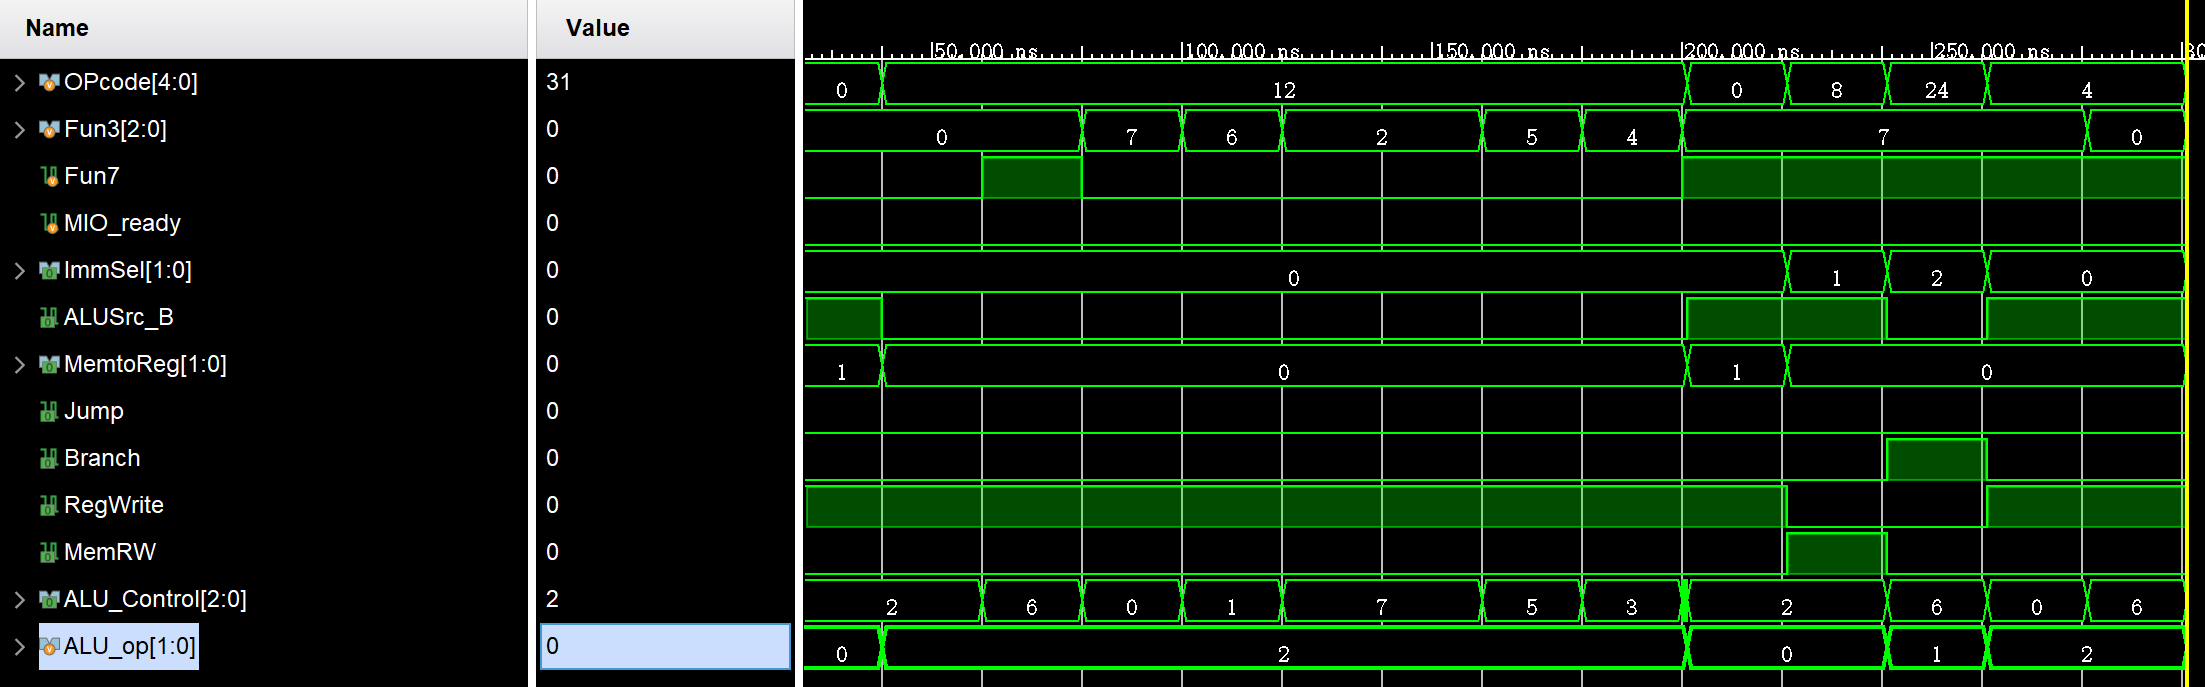 Name Value
50.000 ns 100.000 ns 150.000 ns 200.000 ns 250.000 ns
OPcode[4:0] 31 0 12 0 8 24 4
Fun3[2:0] 0 0 7 6 2 5 4 7 0
Fun7 0
MIO_ready 0
ImmSel[1:0] 0 0 1 2 0
ALUSrc_B 0
MemtoReg[1:0] 0 1 0 1 0
Jump 0
Branch 0
RegWrite 0
MemRW 0
ALU_Control[2:0] 2 2 6 0 1 7 5 3 2 6 0 6
ALU_op[1:0] 0 0 2 0 1 2